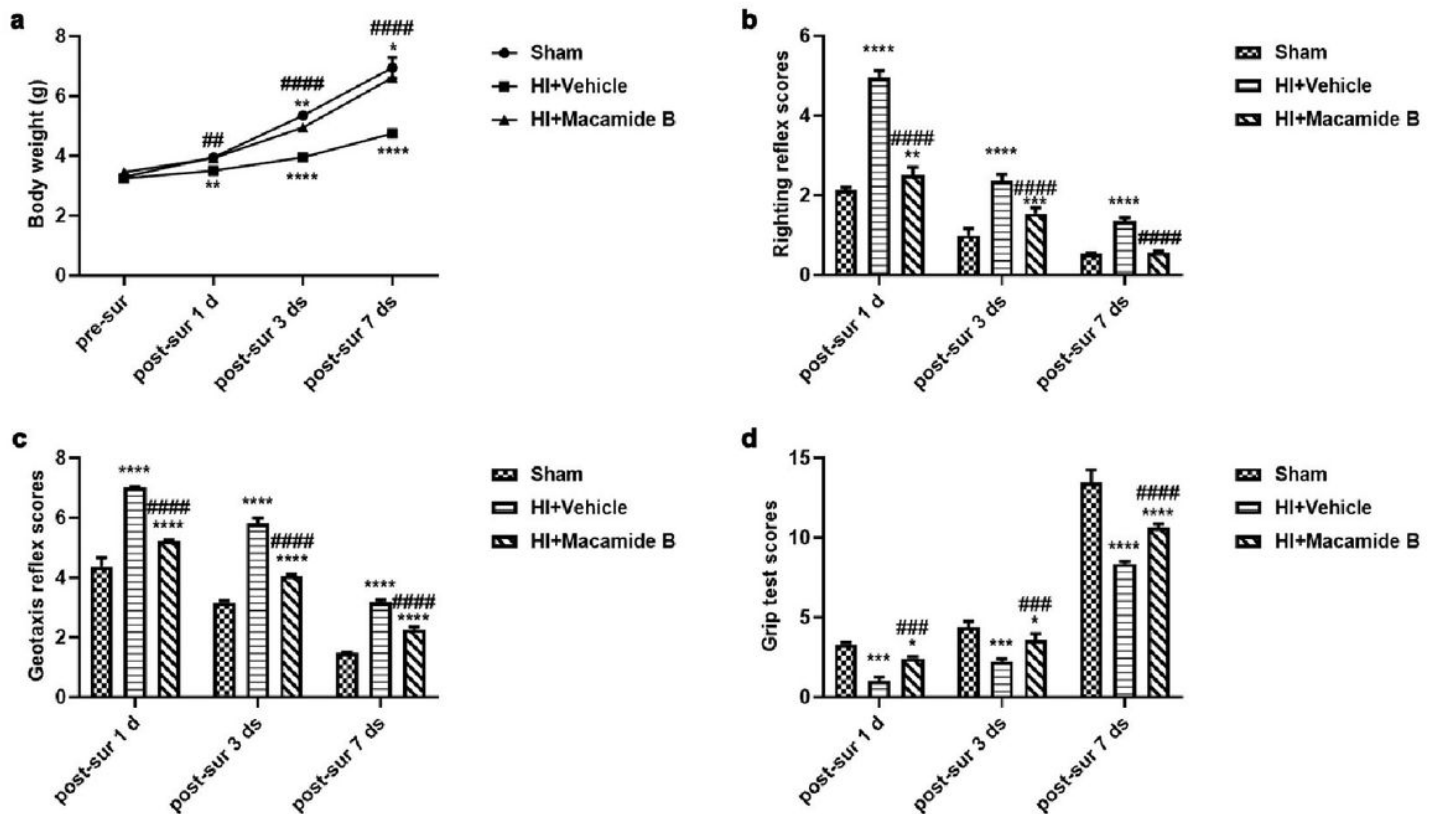 a
Body weight (g)
8
6
4
2
0
####
*
####
**
##
**
****
****
pre-sur
post-sur 1 d
post-sur 3 ds
post-sur 7 ds
Sham
HI+Vehicle
HI+Macamide B
b
Righting reflex scores
6
4
2
0
****
####
**
****
####
***
****
####
post-sur 1 d
post-sur 3 ds
post-sur 7 ds
Sham
HI+Vehicle
HI+Macamide B
c
Geotaxis reflex scores
8
6
4
2
0
****
####
****
****
####
****
****
####
****
post-sur 1 d
post-sur 3 ds
post-sur 7 ds
Sham
HI+Vehicle
HI+Macamide B
d
Grip test scores
15
10
5
0
***
###
*
***
###
*
****
####
****
post-sur 1 d
post-sur 3 ds
post-sur 7 ds
Sham
HI+Vehicle
HI+Macamide B